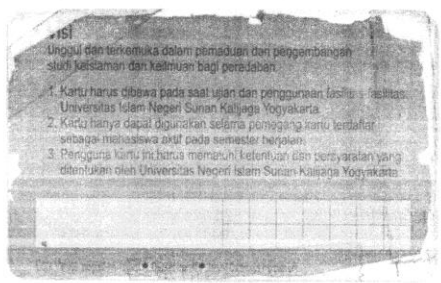 Visi
Unggul dan terkemuka dalam pemaduan dan pengembangan
studi keislaman dan keilmuan bagi peradaban.
1. Kartu harus dibawa pada saat ujian dan penggunaan fasilitas-fasilitas
Universitas Islam Negeri Sunan Kalijaga Yogyakarta.
2. Kartu hanya dapat digunakan selama pemegang kartu terdaftar
sebagai mahasiswa aktif pada semester berjalan.
3. Pengguna kartu ini harus mematuhi ketentuan dan persyaratan yang
ditentukan oleh Universitas Negeri Islam Sunan Kalijaga Yogyakarta.